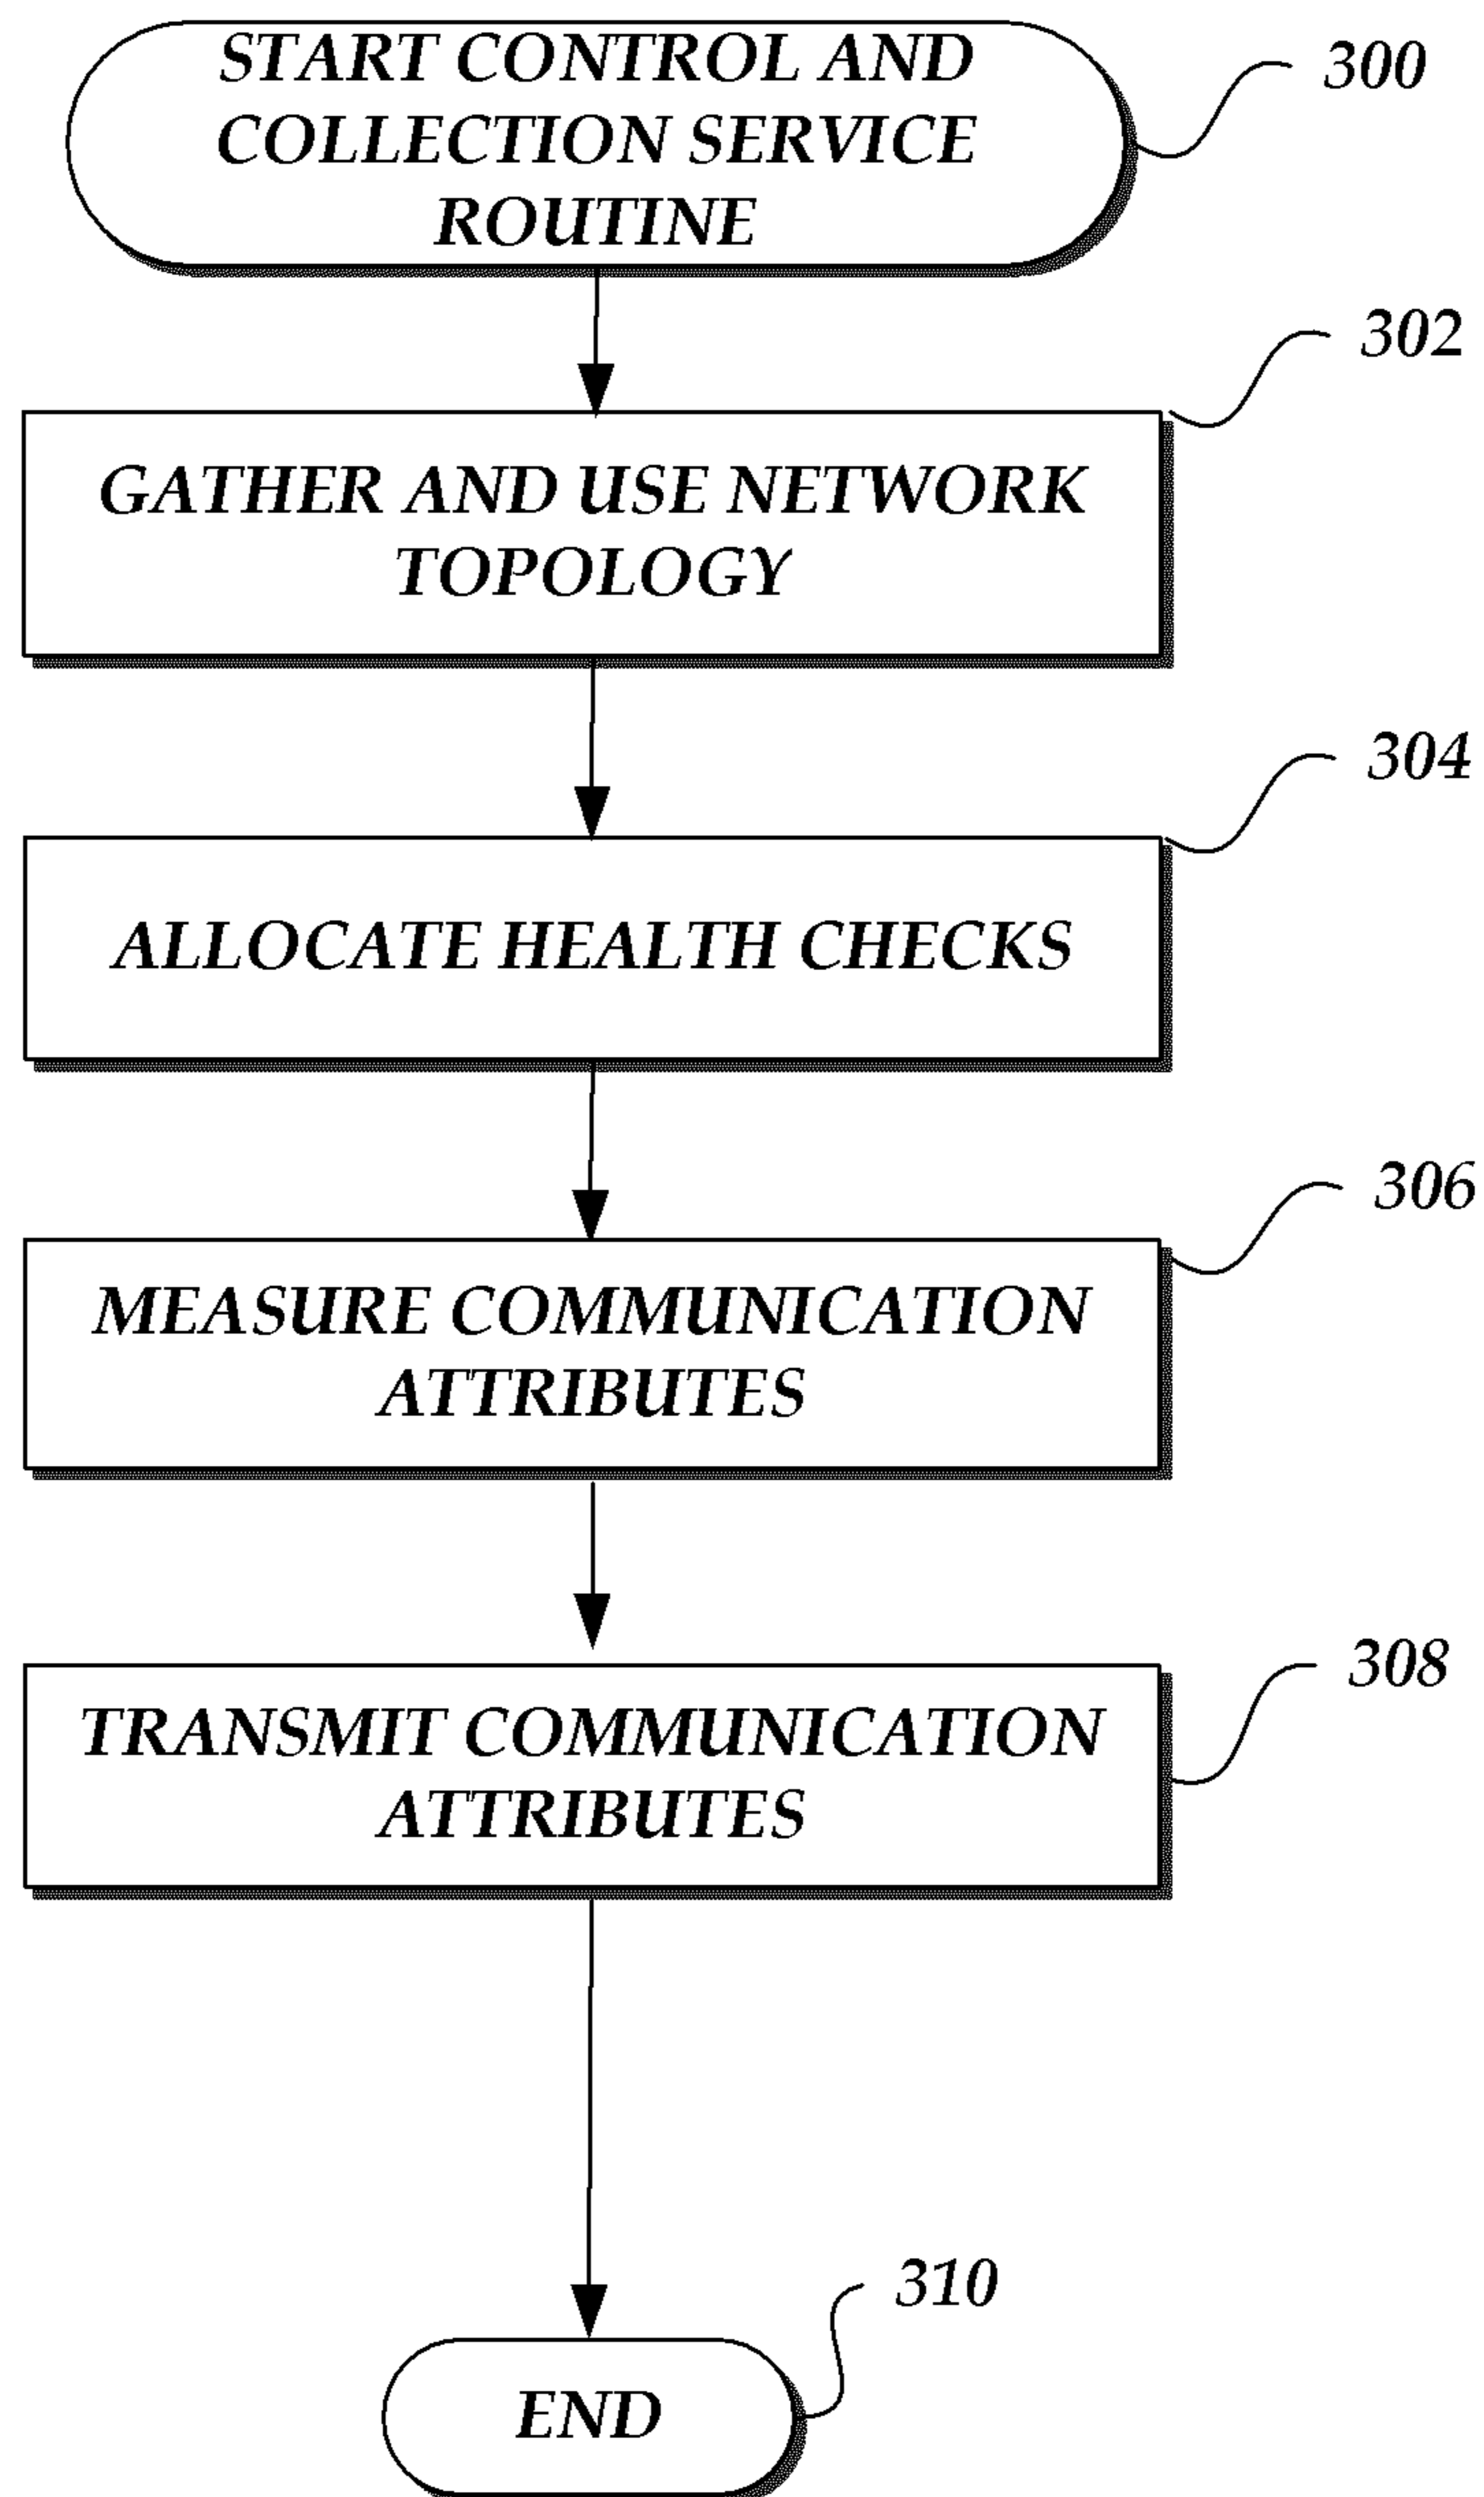 START CONTROL AND
COLLECTION SERVICE
ROUTINE
300
302
GATHER AND USE NETWORK
TOPOLOGY
304
ALLOCATE HEALTH CHECKS
306
MEASURE COMMUNICATION
ATTRIBUTES
308
TRANSMIT COMMUNICATION
ATTRIBUTES
310
END